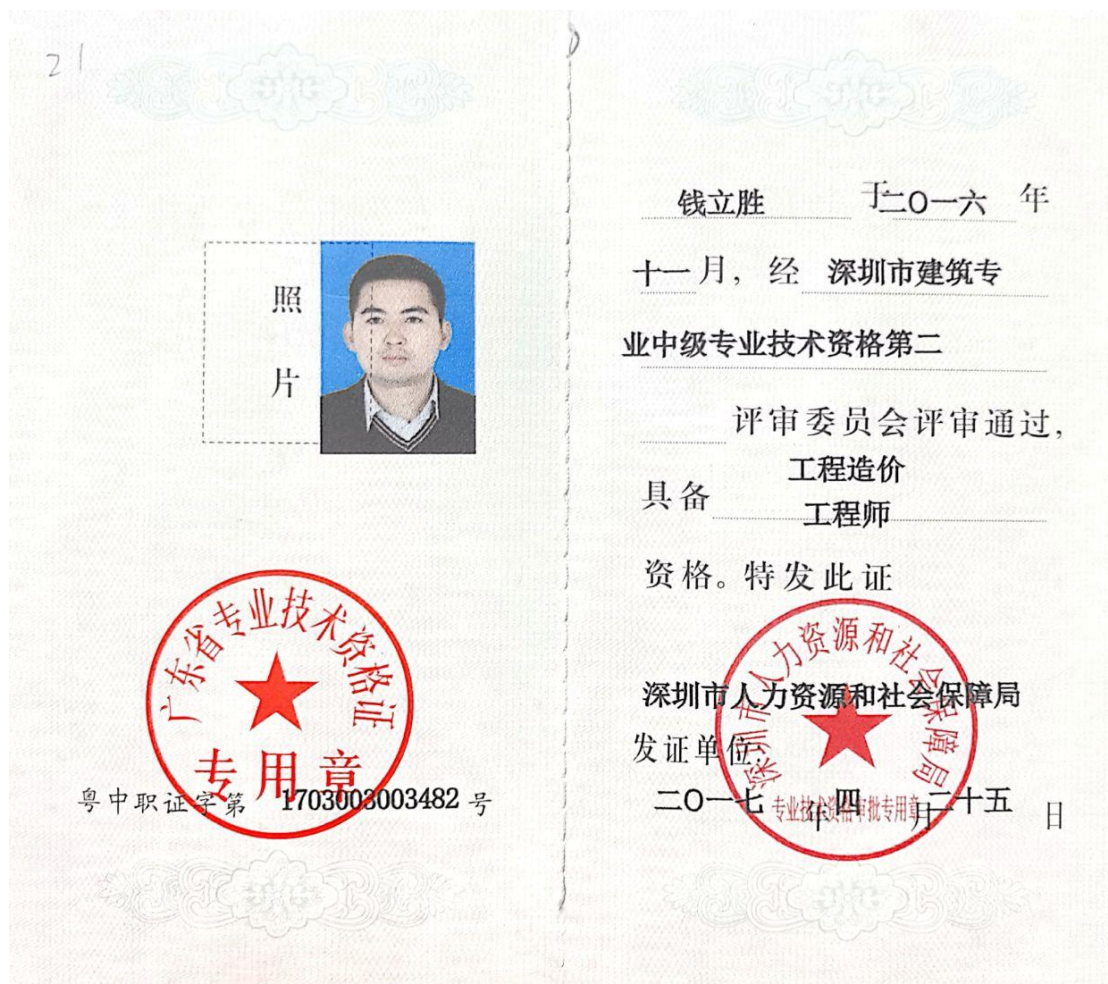 21
照
片
广东省专业技术资格证
专用章
粤中职证字第 1703003003482 号
钱立胜 于二〇一六 年
十一月，经 深圳市建筑专
业中级专业技术资格第二
评审委员会评审通过，
具备 工程造价
工程师
资格。特发此证
深圳市人力资源和社会保障局
深圳市人力资源和社会保障局
发证单位：
二〇一七 年 四 月二十五 日
专业技术资格审批专用章